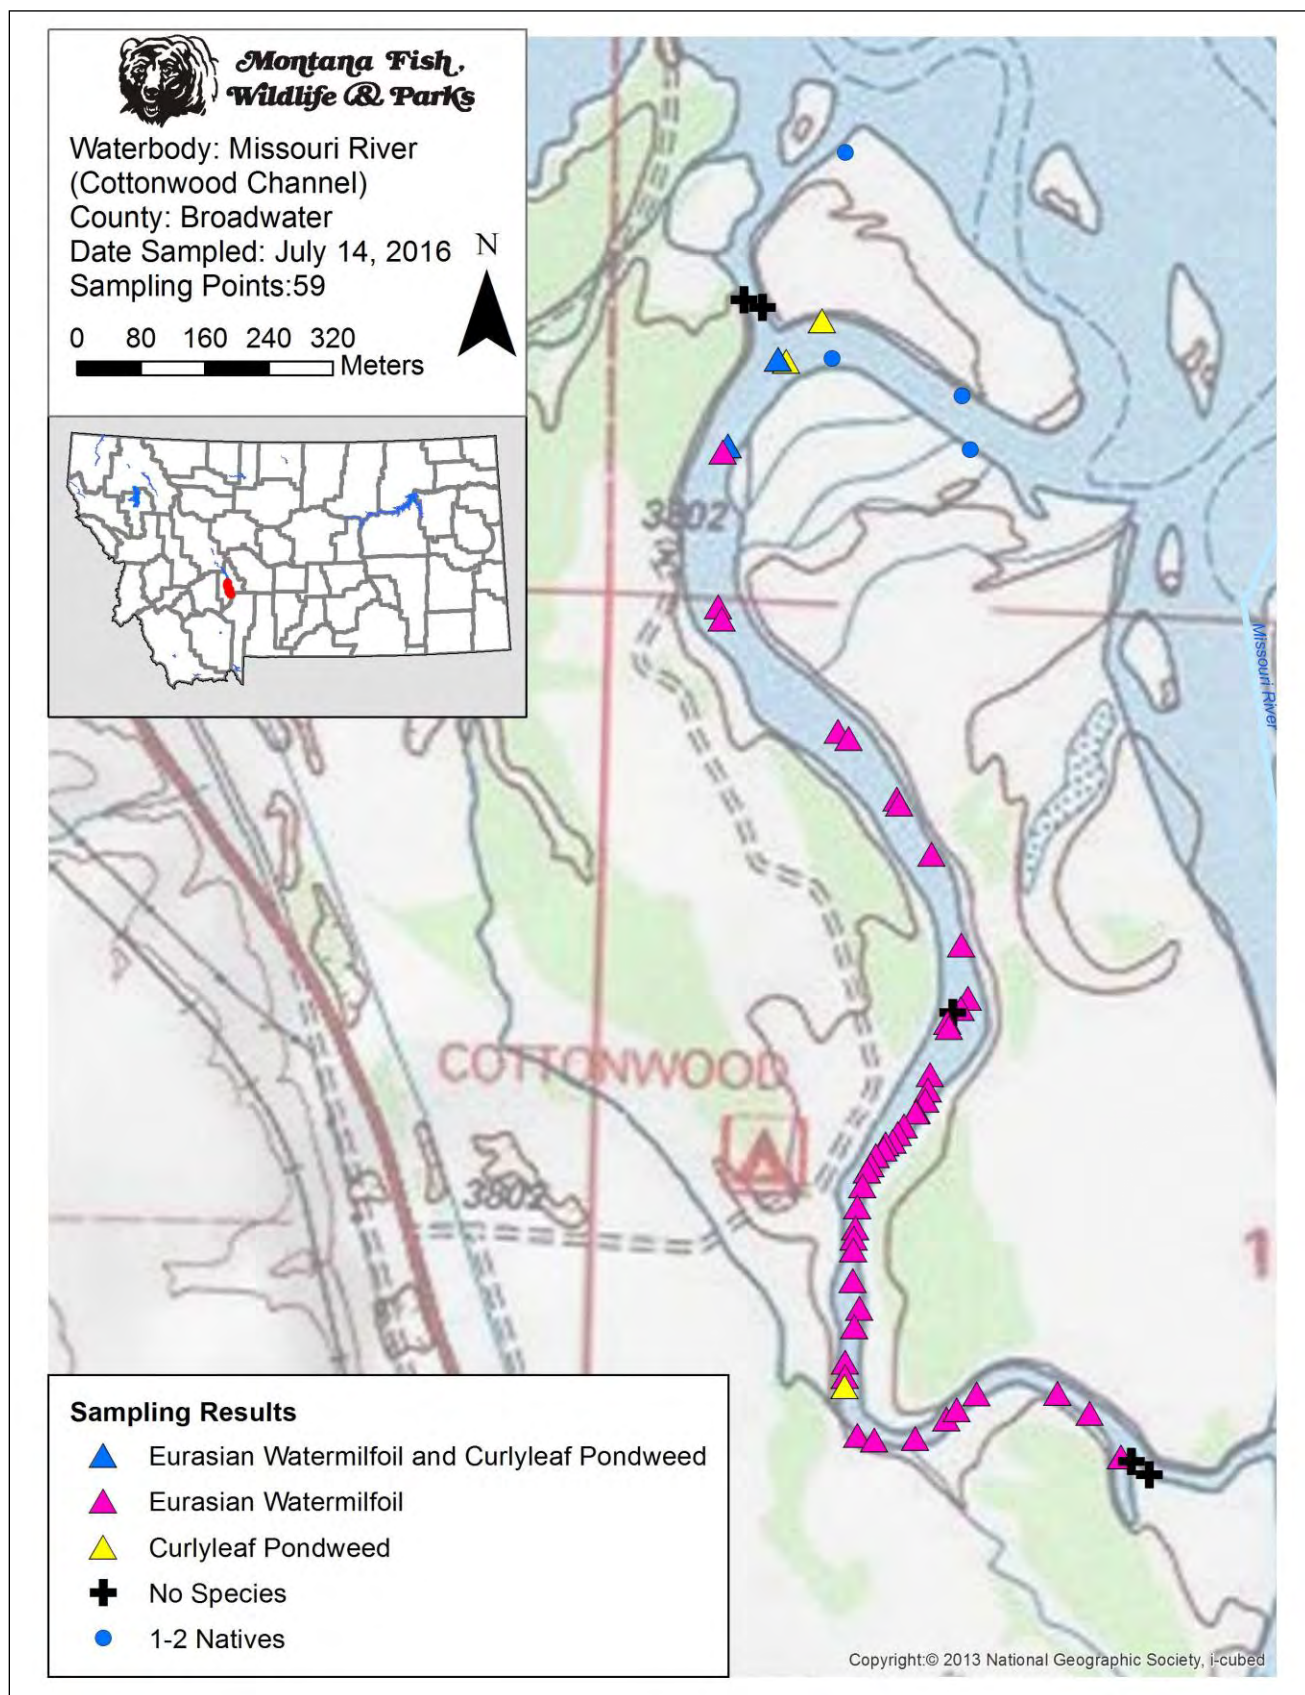 Montana Fish,
Wildlife & Parks
Waterbody: Missouri River
(Cottonwood Channel)
County: Broadwater
Date Sampled: July 14, 2016
Sampling Points:59
N
0 80 160 240 320
Meters
3802
Missouri River
COTTONWOOD
3802
1
Sampling Results
Eurasian Watermilfoil and Curlyleaf Pondweed
Eurasian Watermilfoil
Curlyleaf Pondweed
No Species
1-2 Natives
Copyright:© 2013 National Geographic Society, i-cubed